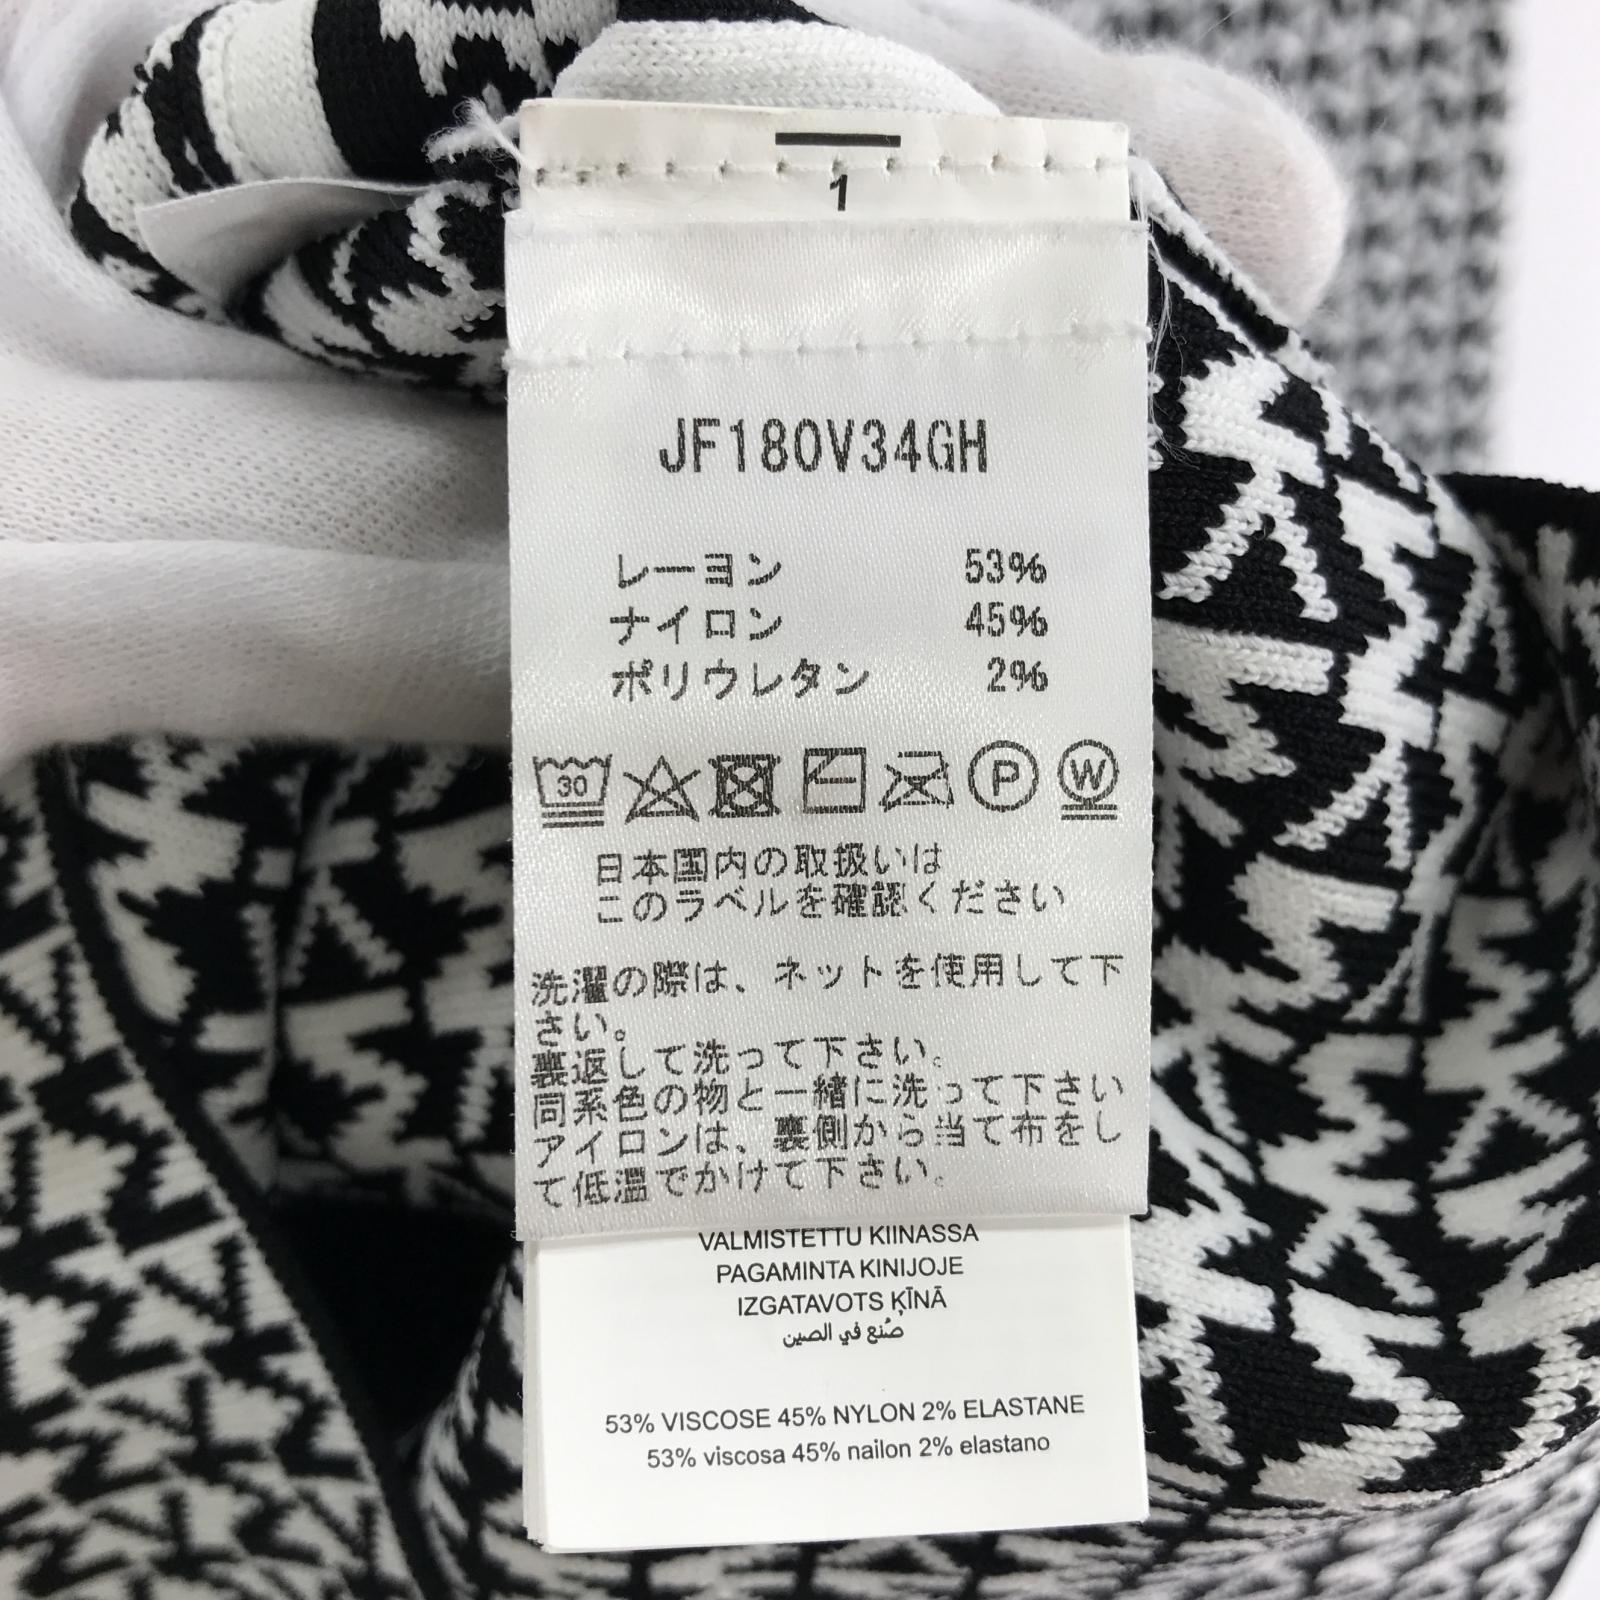 1
JF180V34GH
レーヨン 53%
ナイロン 45%
ポリウレタン 2%
30 P W
日本国内の取扱いは
このラベルを確認ください
洗濯の際は、ネットを使用して下
さい。
裏返して洗って下さい。
同系色の物と一緒に洗って下さい
アイロンは、裏側から当て布をし
て低温でかけて下さい。
VALMISTETTU KIINASSA
PAGAMINTA KINIJOJE
IZGATAVOTS ĶĪNĀ
صُنع في الصين
53% VISCOSE 45% NYLON 2% ELASTANE
53% viscosa 45% nailon 2% elastano